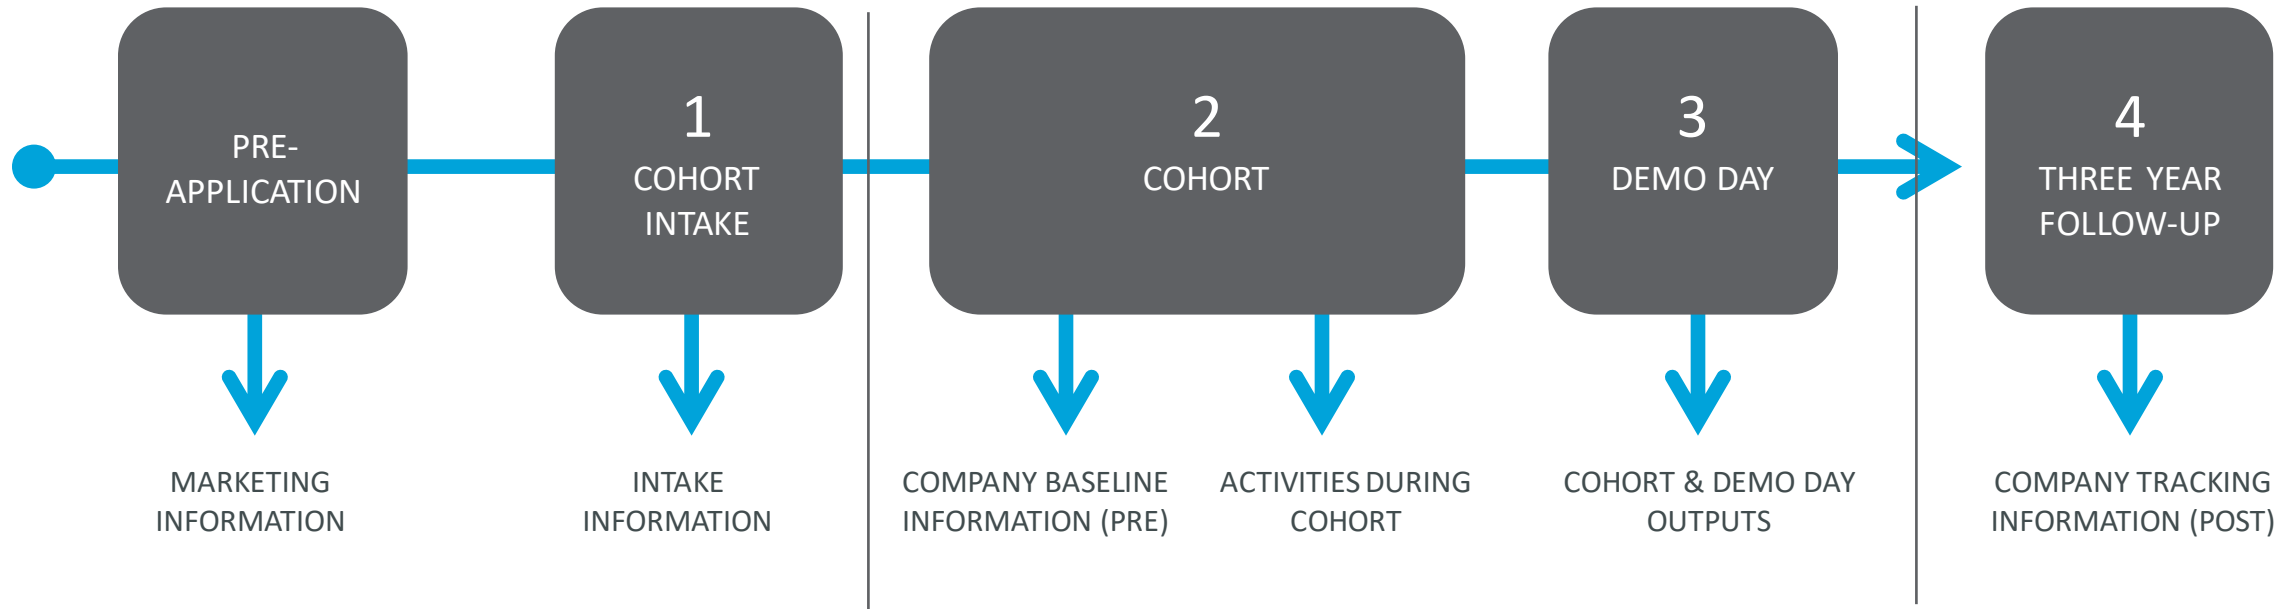 PRE-
APPLICATION
1
COHORT
INTAKE
2
COHORT
3
DEMO DAY
4
THREE YEAR
FOLLOW-UP
MARKETING
INFORMATION
INTAKE
INFORMATION
COMPANY BASELINE
INFORMATION (PRE)
ACTIVITIES DURING
COHORT
COHORT & DEMO DAY
OUTPUTS
COMPANY TRACKING
INFORMATION (POST)